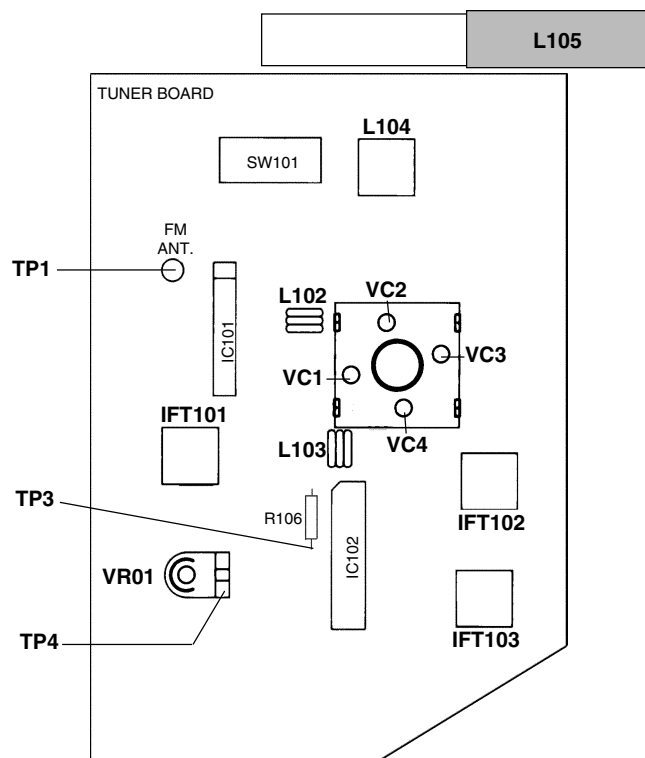 L105
TUNER BOARD
L104
SW101
FM
ANT.
TP1
L102
VC2
IC101
VC3
VC1
IFT101
L103
VC4
TP3
R106
IFT102
IC102
VR01
IFT103
TP4